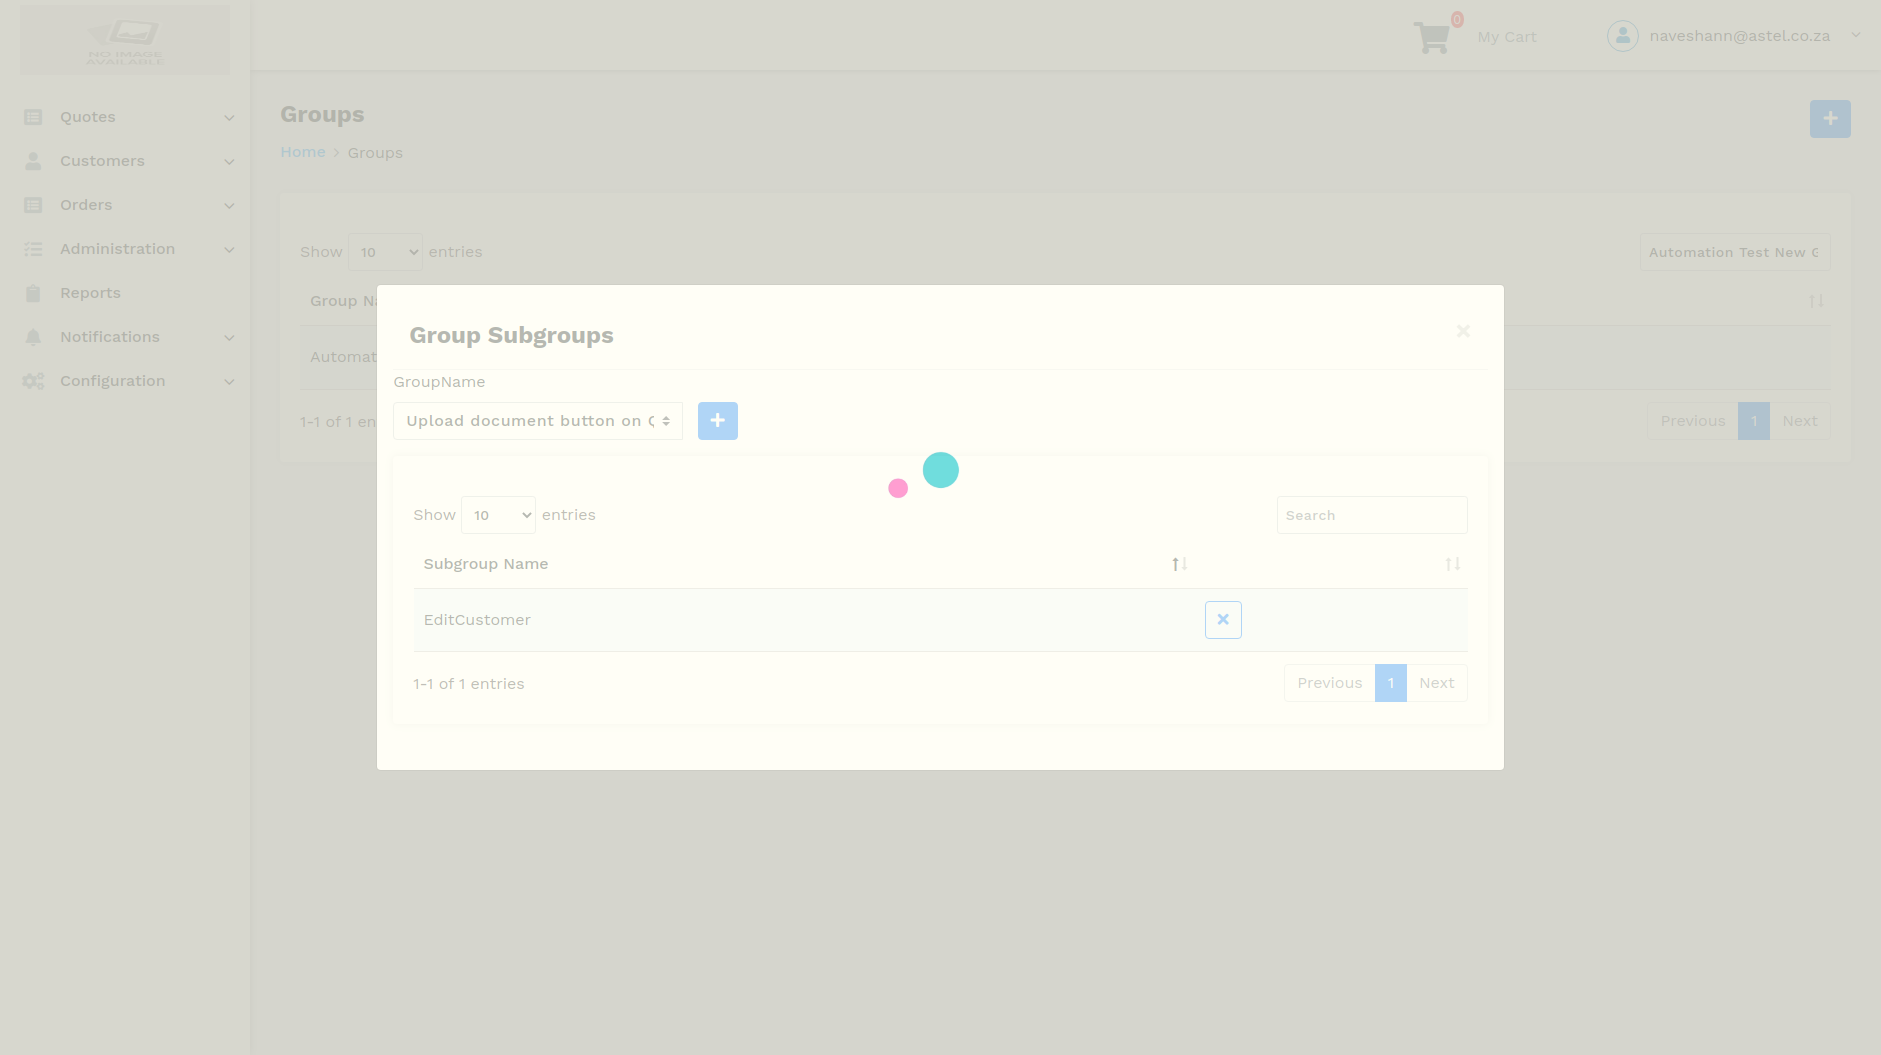 NO IMAGE
AVAILABLE
0
My Cart
naveshann@astel.co.za
Quotes
Customers
Orders
Administration
Reports
Notifications
Configuration
Groups
Home > Groups
Show 10 entries
Automation Test New G
Group Na
Automat
1-1 of 1 en
Previous 1 Next
Group Subgroups
GroupName
Upload document button on Q
Show 10 entries
Search
Subgroup Name
EditCustomer
1-1 of 1 entries
Previous 1 Next